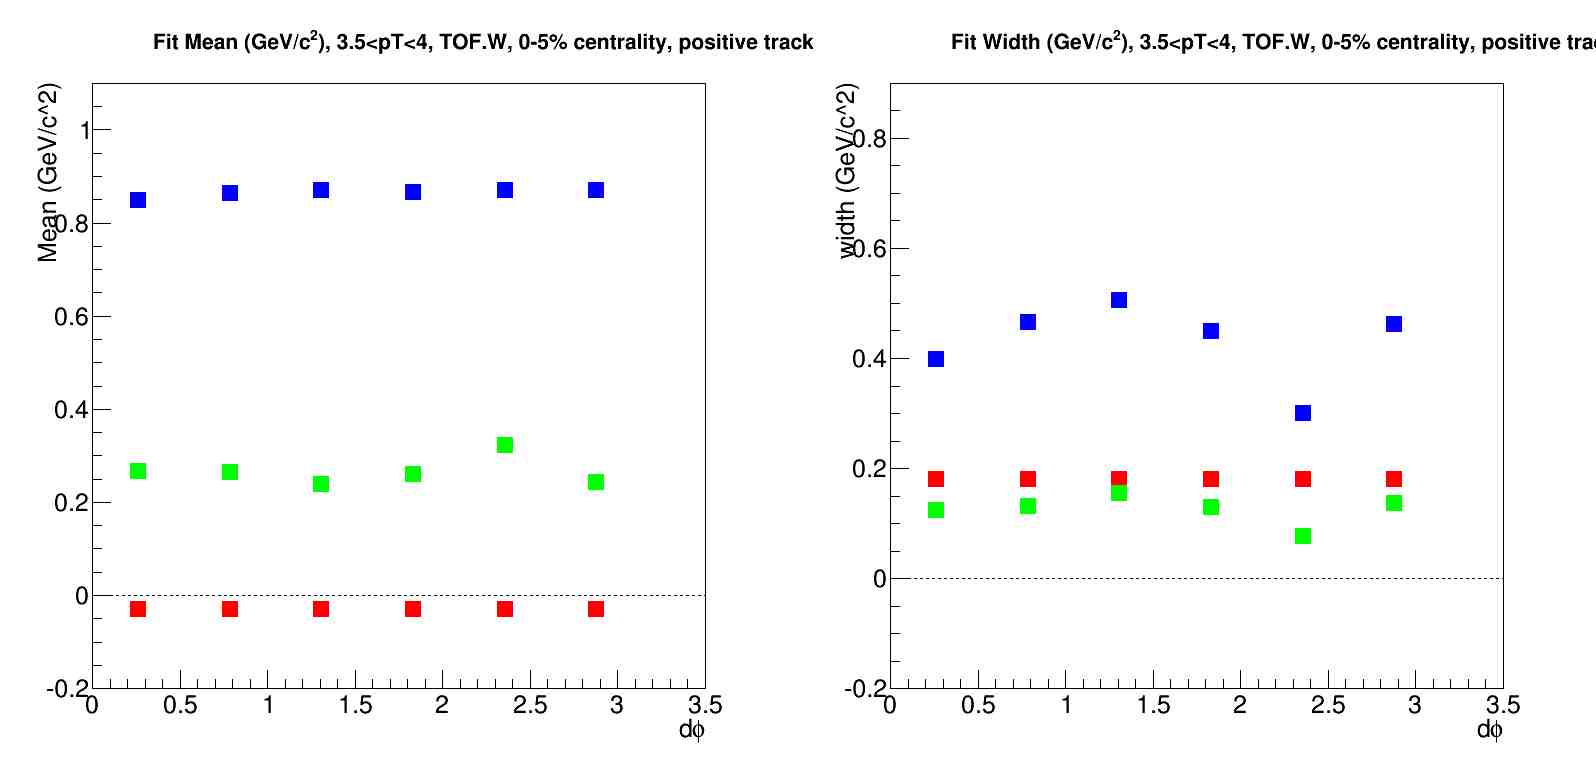 Fit Mean (GeV/c²), 3.5<pT<4, TOF.W, 0-5% centrality, positive track
Mean (GeV/c^2)
1
0.8
0.6
0.4
0.2
0
-0.2
0 0.5 1 1.5 2 2.5 3 3.5
dϕ
Fit Width (GeV/c²), 3.5<pT<4, TOF.W, 0-5% centrality, positive
width (GeV/c^2)
0.8
0.6
0.4
0.2
0
-0.2
0 0.5 1 1.5 2 2.5 3 3.5
dϕ